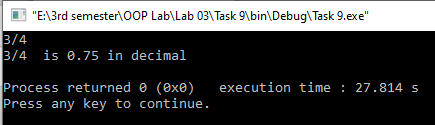 "E:\3rd semester\OOP Lab\Lab 03\Task 9\bin\Debug\Task 9.exe"
3/4
3/4  is 0.75 in decimal
Process returned 0 (0x0)   execution time : 27.814 s
Press any key to continue.